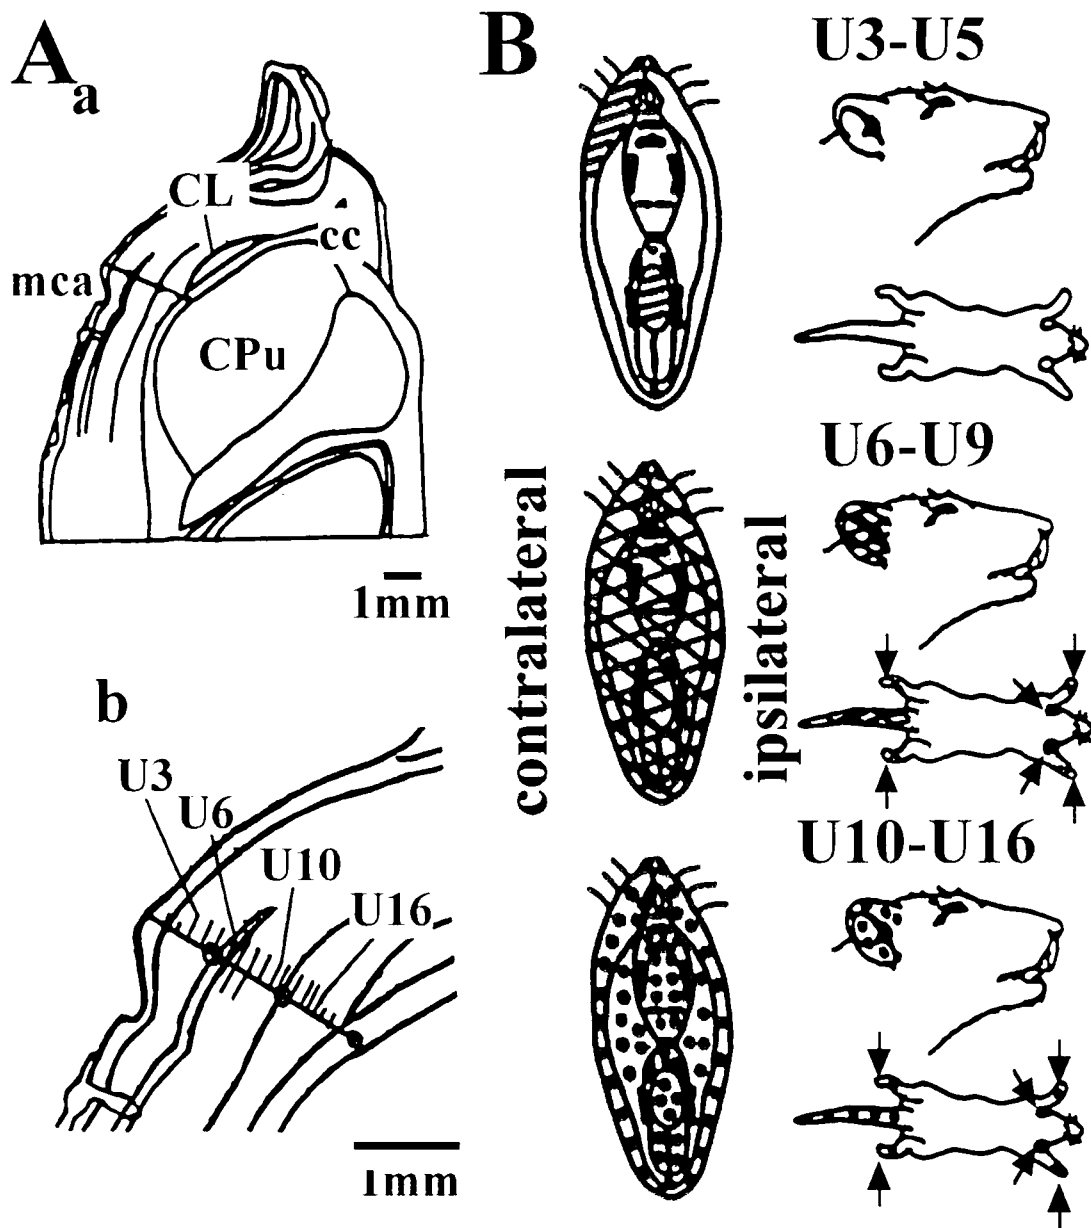 A
a
CL
cc
mca
CPu
1mm
b
U3
U6
U10
U16
1mm
B
contralateral
ipsilateral
U3-U5
U6-U9
U10-U16